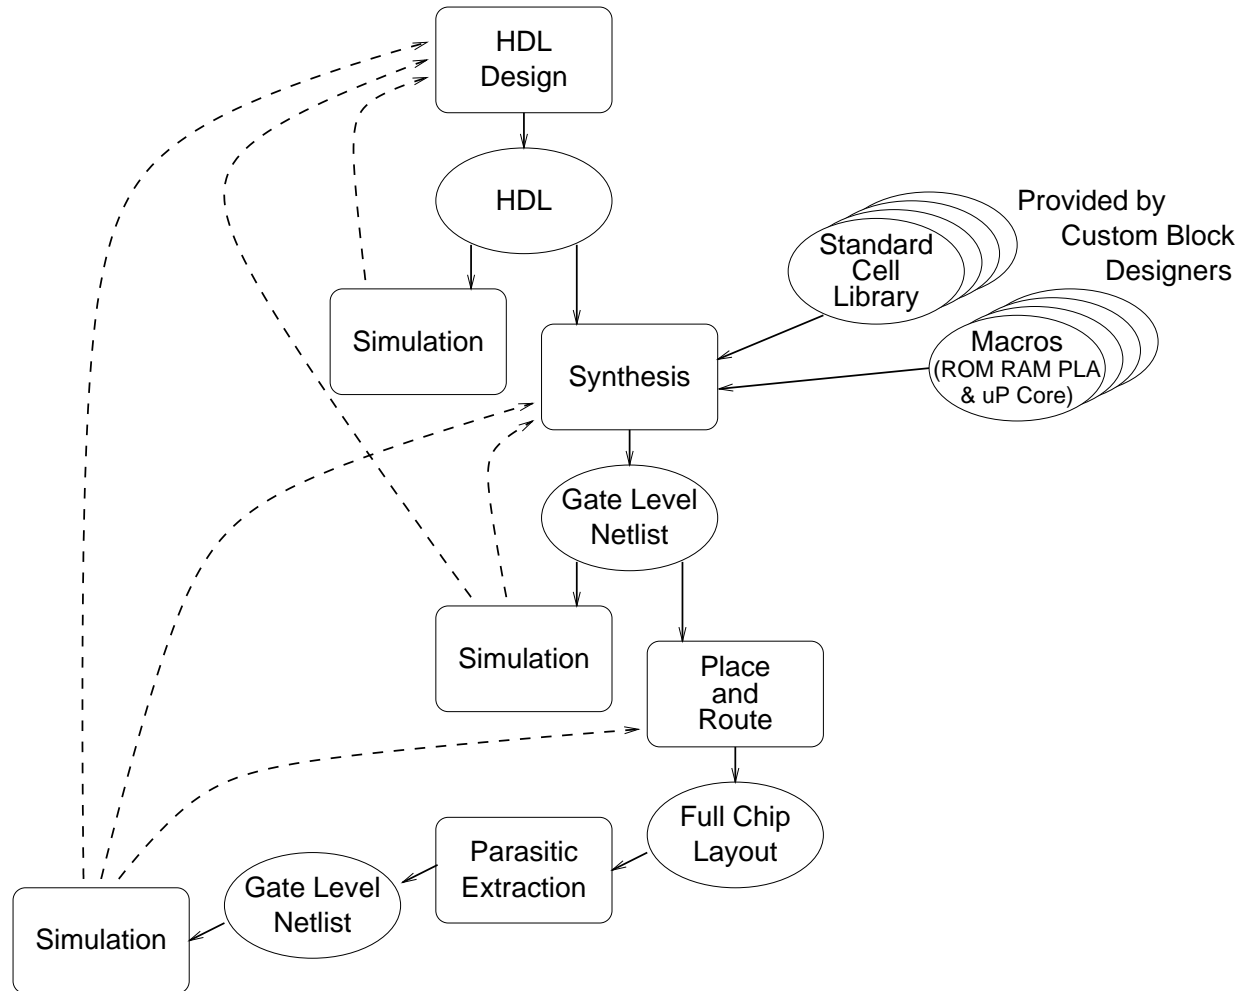 HDL
Design
HDL
Provided by
Custom Block
Designers
Standard
Cell
Library
Simulation
Macros
(ROM RAM PLA
& uP Core)
Synthesis
Gate Level
Netlist
Simulation
Place
and
Route
Full Chip
Layout
Parasitic
Extraction
Gate Level
Netlist
Simulation